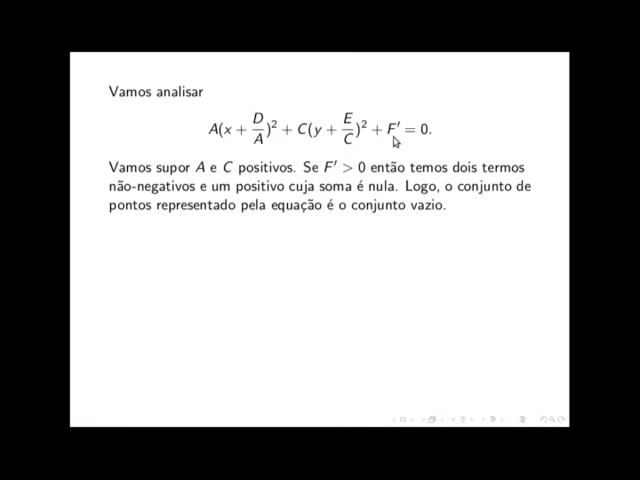 Vamos analisar
A(x + D/A)² + C(y + E/C)² + F′ = 0.
Vamos supor A e C positivos. Se F′ > 0 então temos dois termos
não-negativos e um positivo cuja soma é nula. Logo, o conjunto de
pontos representado pela equação é o conjunto vazio.